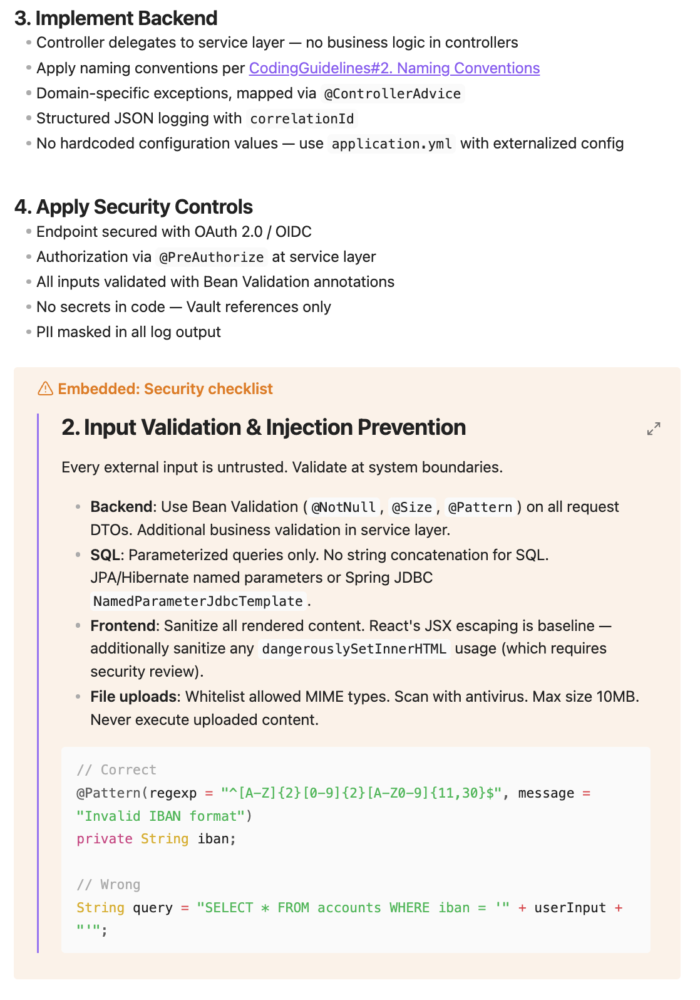 3. Implement Backend
Controller delegates to service layer — no business logic in controllers
Apply naming conventions per CodingGuidelines#2. Naming Conventions
Domain-specific exceptions, mapped via @ControllerAdvice
Structured JSON logging with correlationId
No hardcoded configuration values — use application.yml with externalized config
4. Apply Security Controls
Endpoint secured with OAuth 2.0 / OIDC
Authorization via @PreAuthorize at service layer
All inputs validated with Bean Validation annotations
No secrets in code — Vault references only
PII masked in all log output
Embedded: Security checklist
2. Input Validation & Injection Prevention
Every external input is untrusted. Validate at system boundaries.
Backend: Use Bean Validation (@NotNull, @Size, @Pattern) on all request
DTOs. Additional business validation in service layer.
SQL: Parameterized queries only. No string concatenation for SQL.
JPA/Hibernate named parameters or Spring JDBC
NamedParameterJdbcTemplate.
Frontend: Sanitize all rendered content. React's JSX escaping is baseline —
additionally sanitize any dangerouslySetInnerHTML usage (which requires
security review).
File uploads: Whitelist allowed MIME types. Scan with antivirus. Max size 10MB.
Never execute uploaded content.
// Correct
@Pattern(regexp = "^[A-Z]{2}[0-9]{2}[A-Z0-9]{11,30}$", message =
"Invalid IBAN format")
private String iban;
// Wrong
String query = "SELECT * FROM accounts WHERE iban = '" + userInput +
"'";